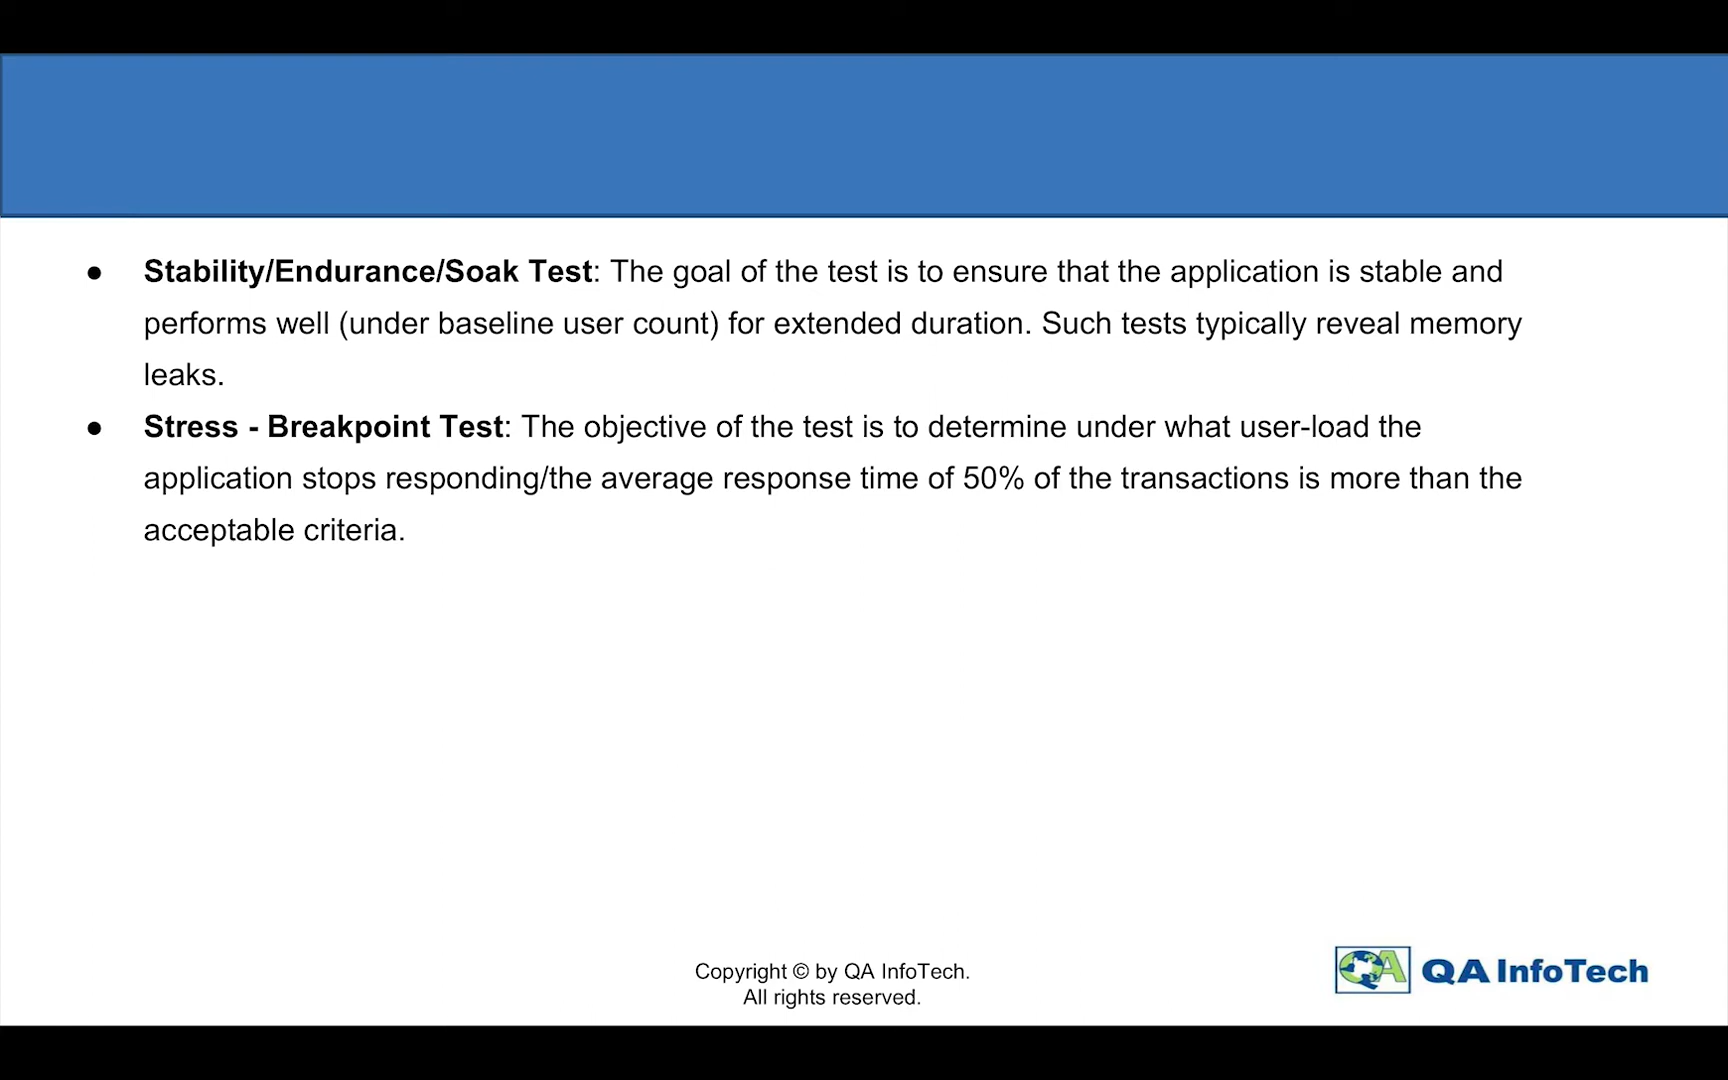 ● Stability/Endurance/Soak Test: The goal of the test is to ensure that the application is stable and
performs well (under baseline user count) for extended duration. Such tests typically reveal memory
leaks.
● Stress - Breakpoint Test: The objective of the test is to determine under what user-load the
application stops responding/the average response time of 50% of the transactions is more than the
acceptable criteria.
Copyright © by QA InfoTech.
All rights reserved.
QA QA InfoTech